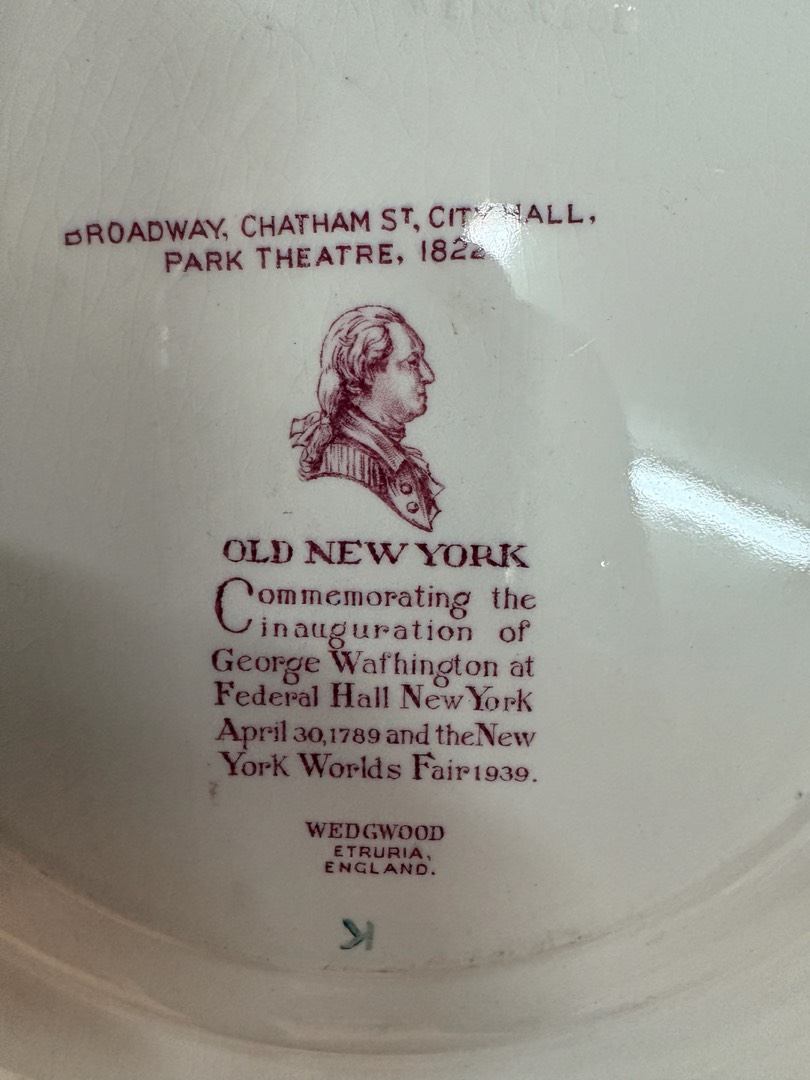 BROADWAY, CHATHAM ST, CITY HALL,
PARK THEATRE, 1822
OLD NEW YORK
Commemorating the
inauguration of
George Waſhington at
Federal Hall New York
April 30, 1789 and the New
York Worlds Fair 1939.
WEDGWOOD
ETRURIA,
ENGLAND.
K